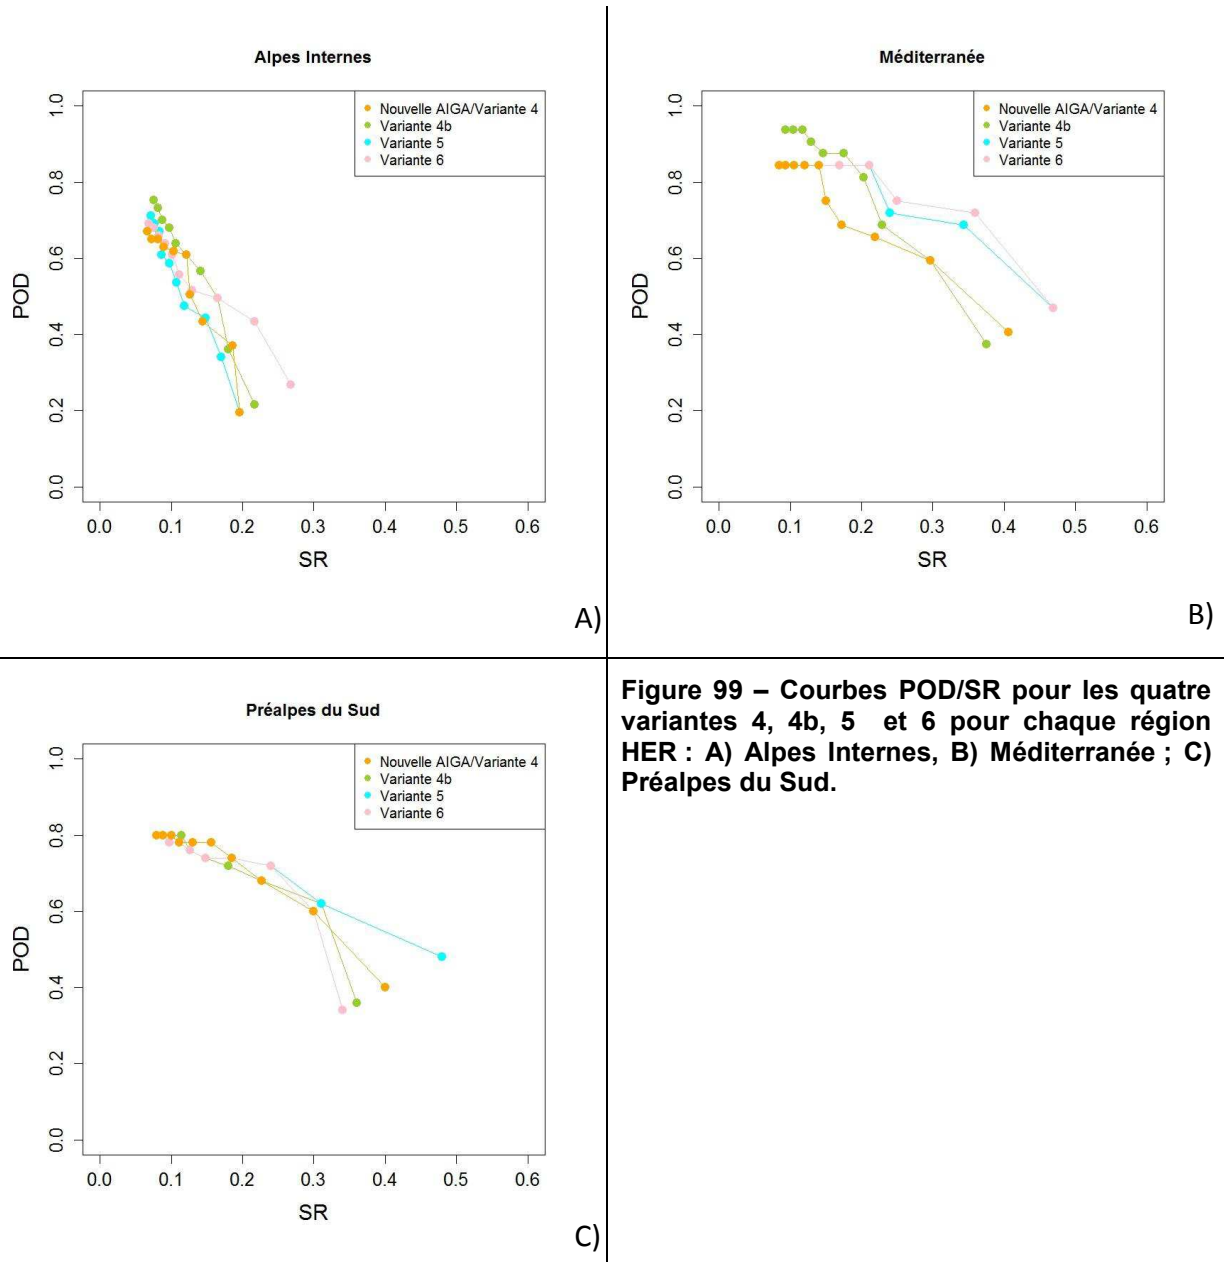 Alpes Internes
Nouvelle AIGA/Variante 4
Variante 4b
Variante 5
Variante 6
POD
1.0
0.8
0.6
0.4
0.2
0.0
0.0 0.1 0.2 0.3 0.4 0.5 0.6
SR
A)
Méditerranée
Nouvelle AIGA/Variante 4
Variante 4b
Variante 5
Variante 6
POD
1.0
0.8
0.6
0.4
0.2
0.0
0.0 0.1 0.2 0.3 0.4 0.5 0.6
SR
B)
Préalpes du Sud
Nouvelle AIGA/Variante 4
Variante 4b
Variante 5
Variante 6
POD
1.0
0.8
0.6
0.4
0.2
0.0
0.0 0.1 0.2 0.3 0.4 0.5 0.6
SR
C)
Figure 99 – Courbes POD/SR pour les quatre
variantes 4, 4b, 5 et 6 pour chaque région
HER : A) Alpes Internes, B) Méditerranée ; C)
Préalpes du Sud.